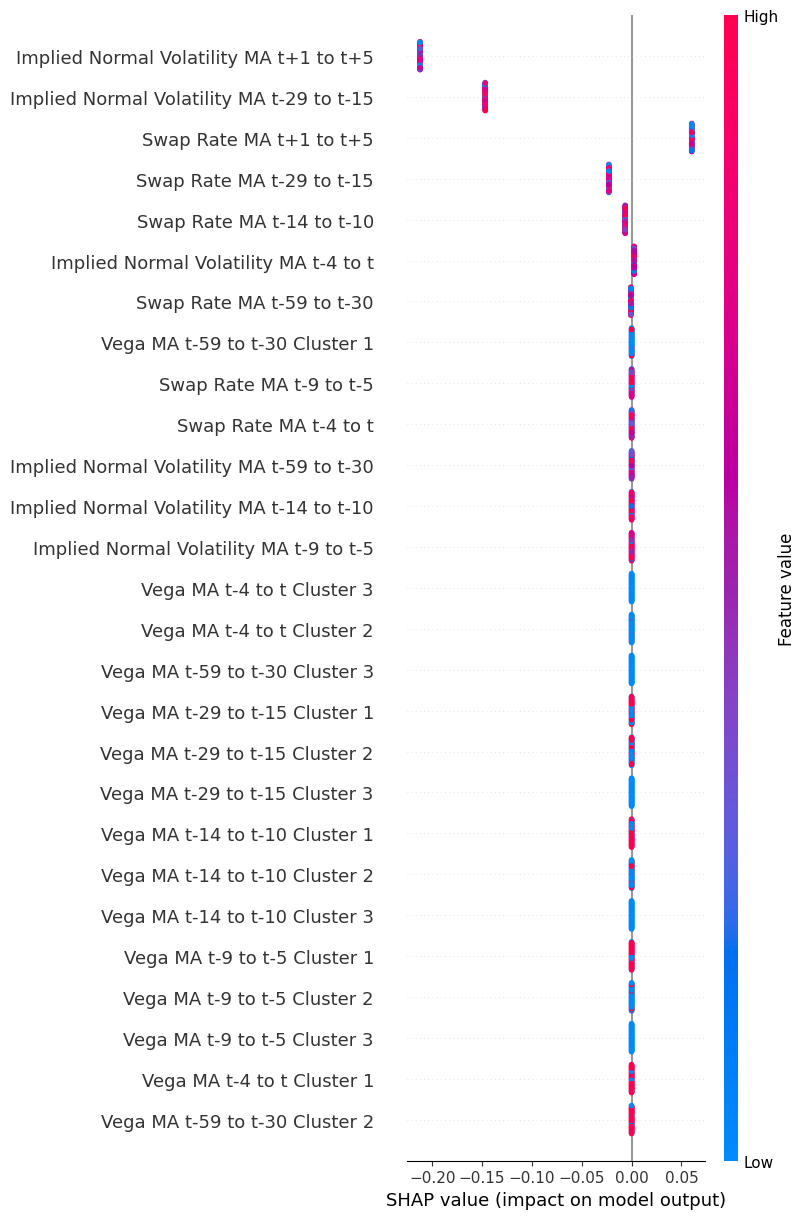 High
Implied Normal Volatility MA t+1 to t+5
Implied Normal Volatility MA t-29 to t-15
Swap Rate MA t+1 to t+5
Swap Rate MA t-29 to t-15
Swap Rate MA t-14 to t-10
Implied Normal Volatility MA t-4 to t
Swap Rate MA t-59 to t-30
Vega MA t-59 to t-30 Cluster 1
Swap Rate MA t-9 to t-5
Swap Rate MA t-4 to t
Implied Normal Volatility MA t-59 to t-30
Implied Normal Volatility MA t-14 to t-10
Implied Normal Volatility MA t-9 to t-5
Vega MA t-4 to t Cluster 3
Vega MA t-4 to t Cluster 2
Vega MA t-59 to t-30 Cluster 3
Vega MA t-29 to t-15 Cluster 1
Vega MA t-29 to t-15 Cluster 2
Vega MA t-29 to t-15 Cluster 3
Vega MA t-14 to t-10 Cluster 1
Vega MA t-14 to t-10 Cluster 2
Vega MA t-14 to t-10 Cluster 3
Vega MA t-9 to t-5 Cluster 1
Vega MA t-9 to t-5 Cluster 2
Vega MA t-9 to t-5 Cluster 3
Vega MA t-4 to t Cluster 1
Vega MA t-59 to t-30 Cluster 2
Feature value
Low
−0.20 −0.15 −0.10 −0.05 0.00 0.05
SHAP value (impact on model output)